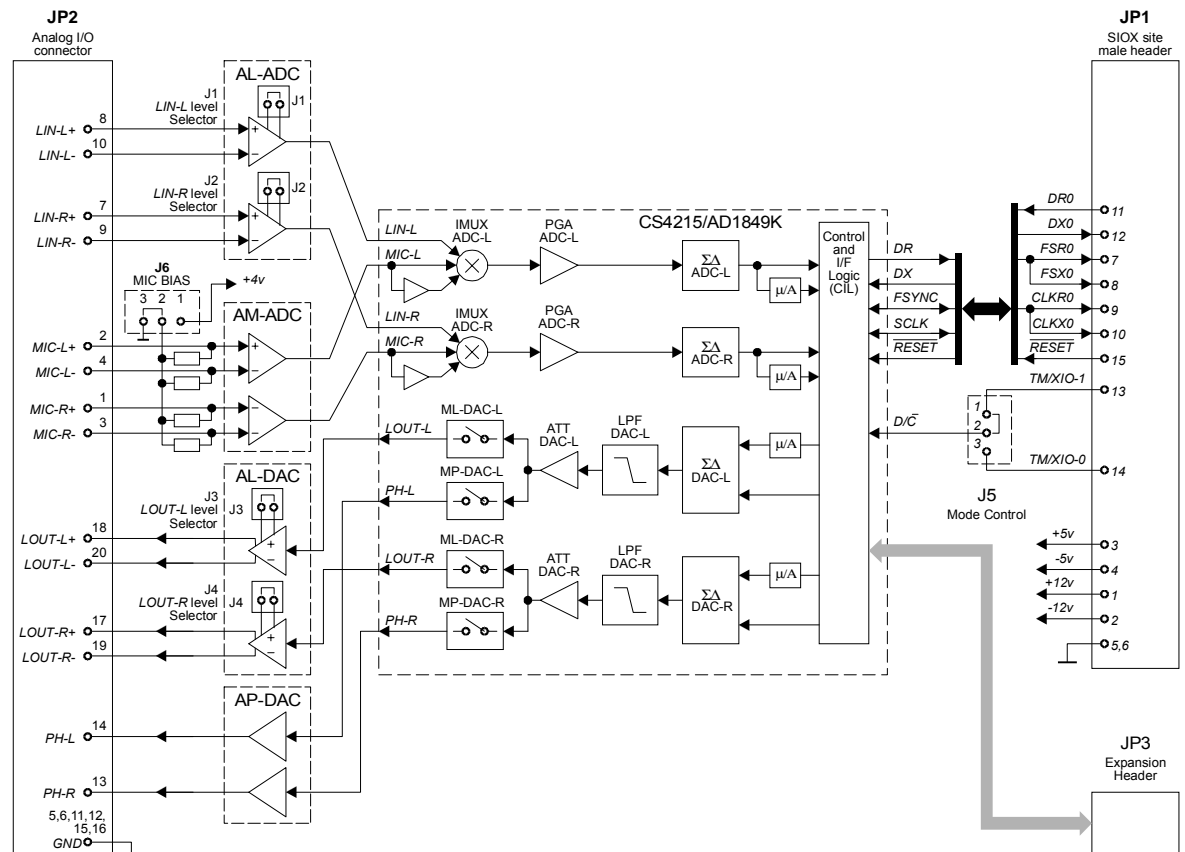 JP2
Analog I/O
connector
JP1
SIOX site
male header
AL-ADC
J1
LIN-L level
Selector
J1
8
LIN-L+
10
LIN-L-
+
−
J2
LIN-R level
Selector
J2
7
LIN-R+
9
LIN-R-
+
−
J6
MIC BIAS
3 2 1
+4v
AM-ADC
2
MIC-L+
4
MIC-L-
+
−
1
MIC-R+
3
MIC-R-
−
−
CS4215/AD1849K
LIN-L
MIC-L
IMUX
ADC-L
PGA
ADC-L
ΣΔ
ADC-L
μ/A
LIN-R
MIC-R
IMUX
ADC-R
PGA
ADC-R
ΣΔ
ADC-R
μ/A
Control
and
I/F
Logic
(CIL)
DR
DX
FSYNC
SCLK
RESET
D/C̅
DR0
11
DX0
12
FSR0
7
FSX0
8
CLKR0
9
CLKX0
10
RESET
15
TM/XIO-1
13
1
2
3
TM/XIO-0
14
J5
Mode Control
+5v
3
-5v
4
+12v
1
-12v
2
5,6
LOUT-L
ML-DAC-L
ATT
DAC-L
LPF
DAC-L
ΣΔ
DAC-L
μ/A
PH-L
MP-DAC-L
LOUT-R
ML-DAC-R
ATT
DAC-R
LPF
DAC-R
ΣΔ
DAC-R
μ/A
PH-R
MP-DAC-R
AL-DAC
J3
LOUT-L level
Selector
J3
18
LOUT-L+
20
LOUT-L-
+
−
J4
LOUT-R level
Selector
J4
17
LOUT-R+
19
LOUT-R-
+
−
AP-DAC
14
PH-L
13
PH-R
5,6,11,12,
15,16
GND
JP3
Expansion
Header